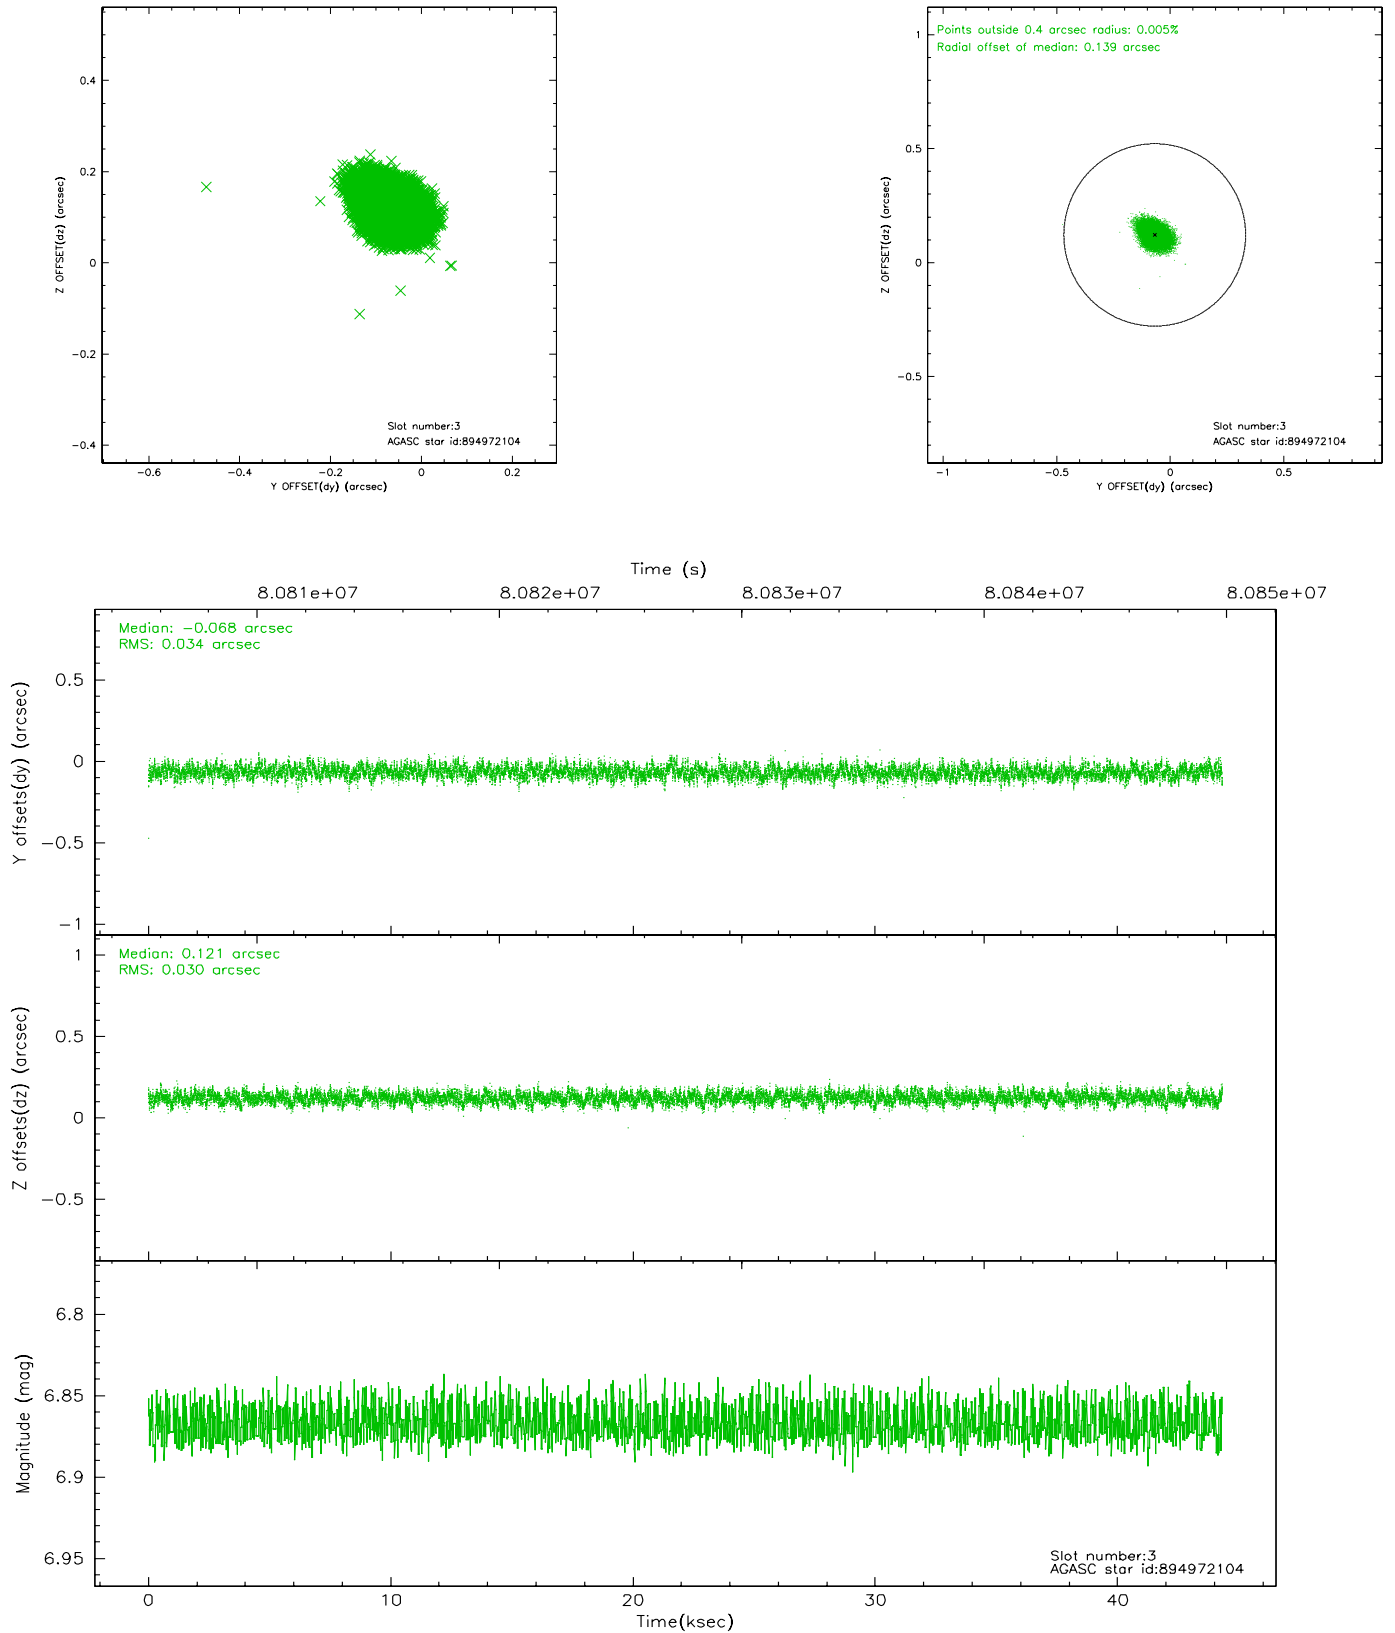 0.4
0.2
0
−0.2
−0.4
Z OFFSET(dz) (arcsec)
Slot number:3
AGASC star id:894972104
−0.6
−0.4
−0.2
0
0.2
Y OFFSET(dy) (arcsec)
Points outside 0.4 arcsec radius: 0.005%
Radial offset of median: 0.139 arcsec
1
0.5
0
−0.5
Z OFFSET(dz) (arcsec)
Slot number:3
AGASC star id:894972104
−1
−0.5
0
0.5
Y OFFSET(dy) (arcsec)
Time (s)
8.081e+07
8.082e+07
8.083e+07
8.084e+07
8.085e+07
Median: −0.068 arcsec
RMS: 0.034 arcsec
0.5
0
−0.5
−1
Y offsets(dy) (arcsec)
Median: 0.121 arcsec
RMS: 0.030 arcsec
1
0.5
0
−0.5
Z offsets(dz) (arcsec)
6.8
6.85
6.9
6.95
Magnitude (mag)
Slot number:3
AGASC star id:894972104
0
10
20
30
40
Time(ksec)